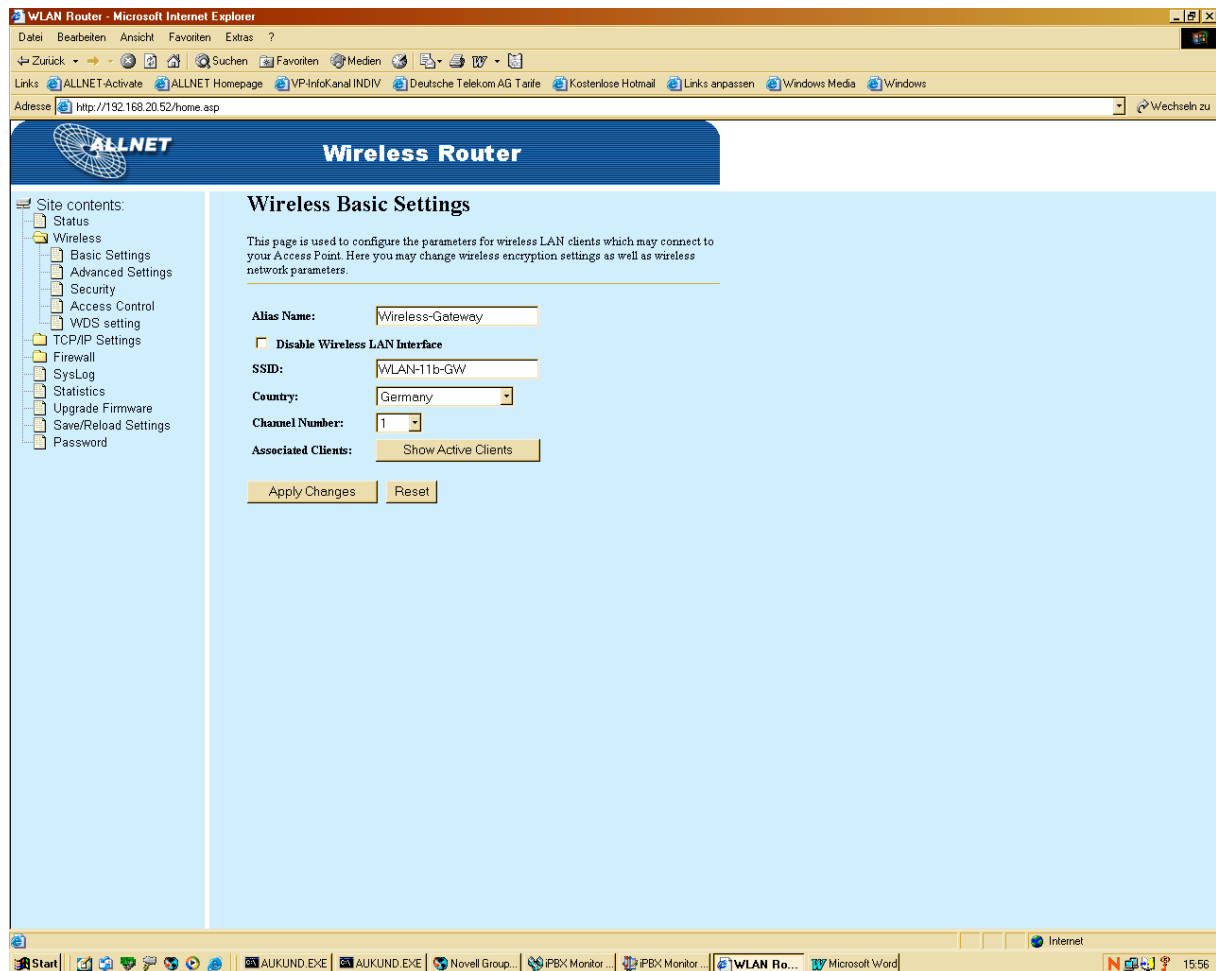 WLAN Router - Microsoft Internet Explorer
Datei Bearbeiten Ansicht Favoriten Extras ?
Zurück Suchen Favoriten Medien
Links ALLNET-Activate ALLNET Homepage VP-InfoKanal INDIV Deutsche Telekom AG Tarife Kostenlose Hotmail Links anpassen Windows Media Windows
Adresse http://192.168.20.52/home.asp Wechseln zu
ALLNET
Wireless Router
Site contents:
Status
Wireless
Basic Settings
Advanced Settings
Security
Access Control
WDS setting
TCP/IP Settings
Firewall
SysLog
Statistics
Upgrade Firmware
Save/Reload Settings
Password
Wireless Basic Settings
This page is used to configure the parameters for wireless LAN clients which may connect to
your Access Point. Here you may change wireless encryption settings as well as wireless
network parameters.
Alias Name: Wireless-Gateway
Disable Wireless LAN Interface
SSID: WLAN-11b-GW
Country: Germany
Channel Number: 1
Associated Clients: Show Active Clients
Apply Changes Reset
Internet
Start AUKUND.EXE AUKUND.EXE Novell Group... iPBX Monitor ... iPBX Monitor ... WLAN Ro... Microsoft Word 15:56